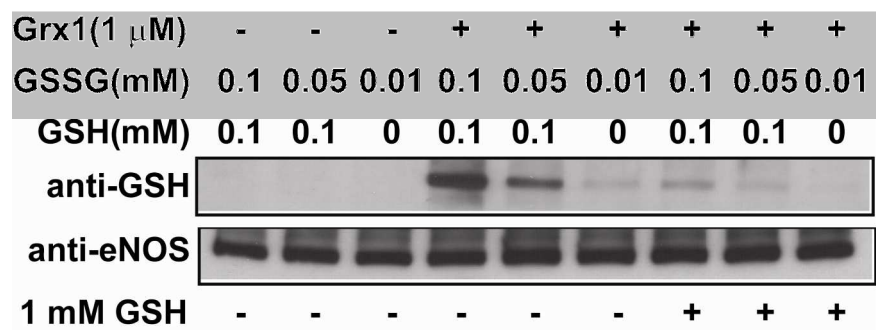 Grx1(1 μM) - - - + + + + + +
GSSG(mM) 0.1 0.05 0.01 0.1 0.05 0.01 0.1 0.05 0.01
GSH(mM) 0.1 0.1 0 0.1 0.1 0 0.1 0.1 0
anti-GSH
anti-eNOS
1 mM GSH - - - - - - + + +